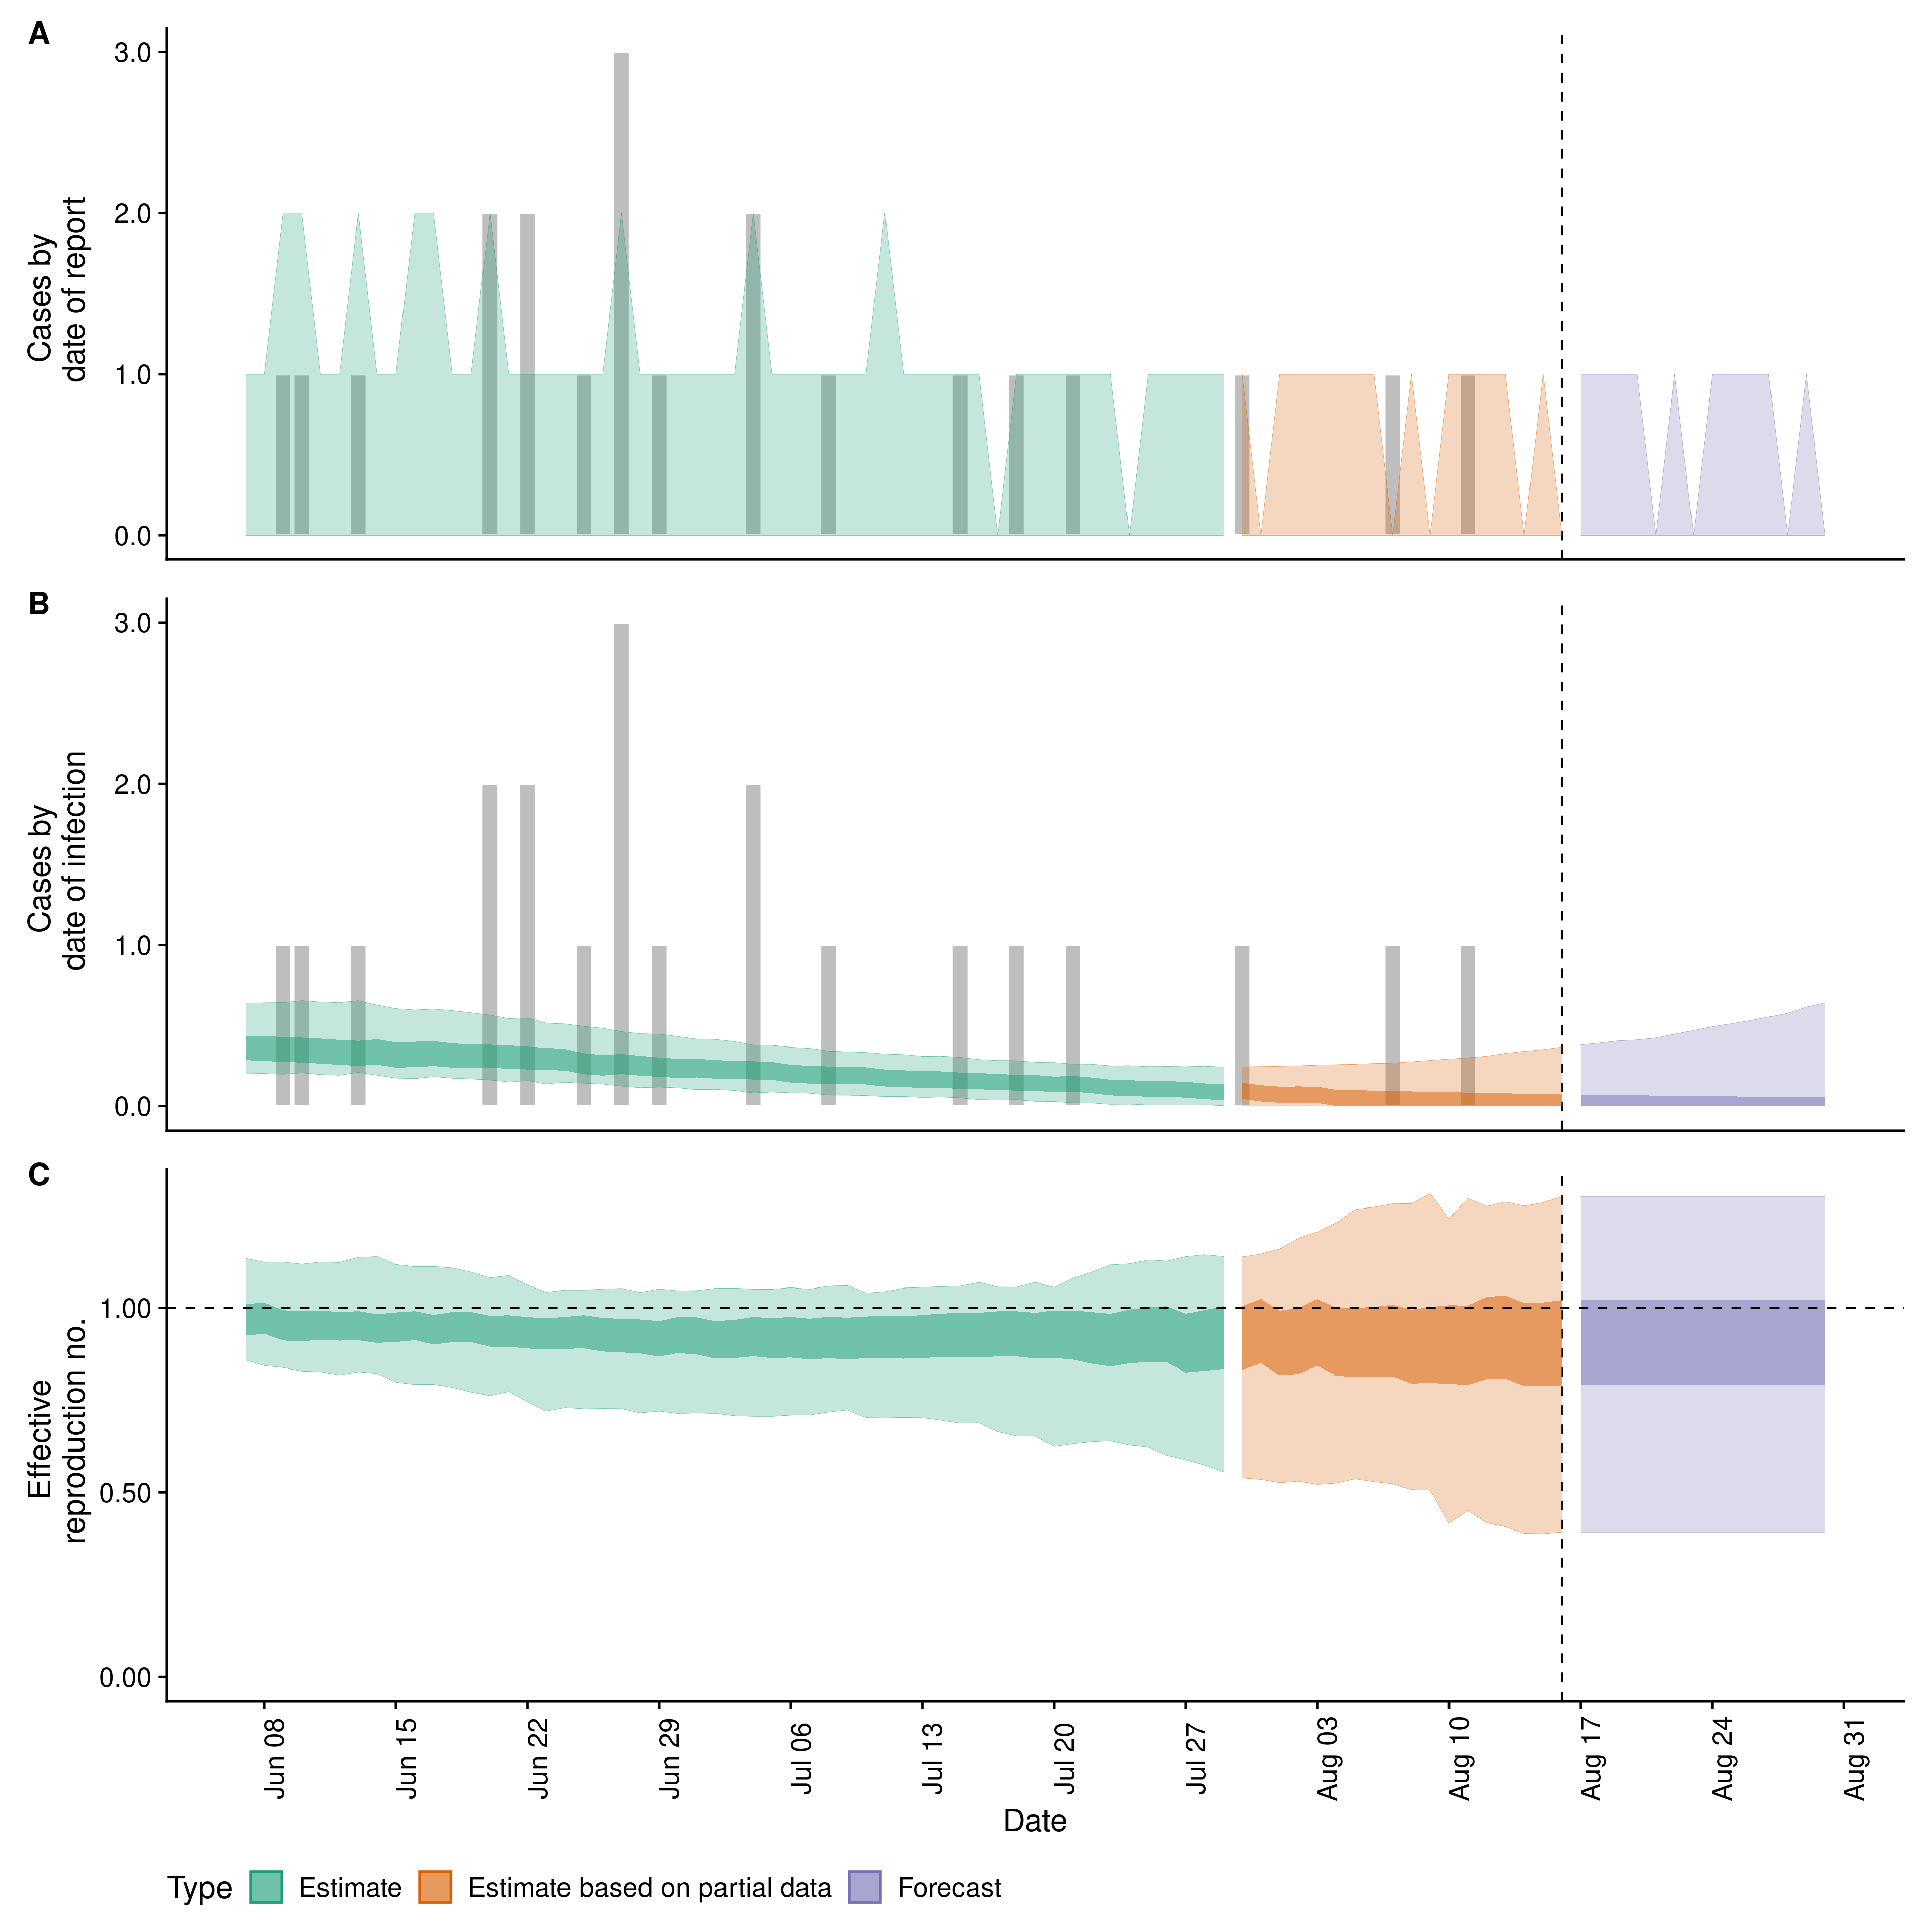 A
Cases by
date of report
3.0
2.0
1.0
0.0
B
Cases by
date of infection
3.0
2.0
1.0
0.0
C
Effective
reproduction no.
1.00
0.50
0.00
Jun 08
Jun 15
Jun 22
Jun 29
Jul 06
Jul 13
Jul 20
Jul 27
Aug 03
Aug 10
Aug 17
Aug 24
Aug 31
Date
Type Estimate Estimate based on partial data Forecast